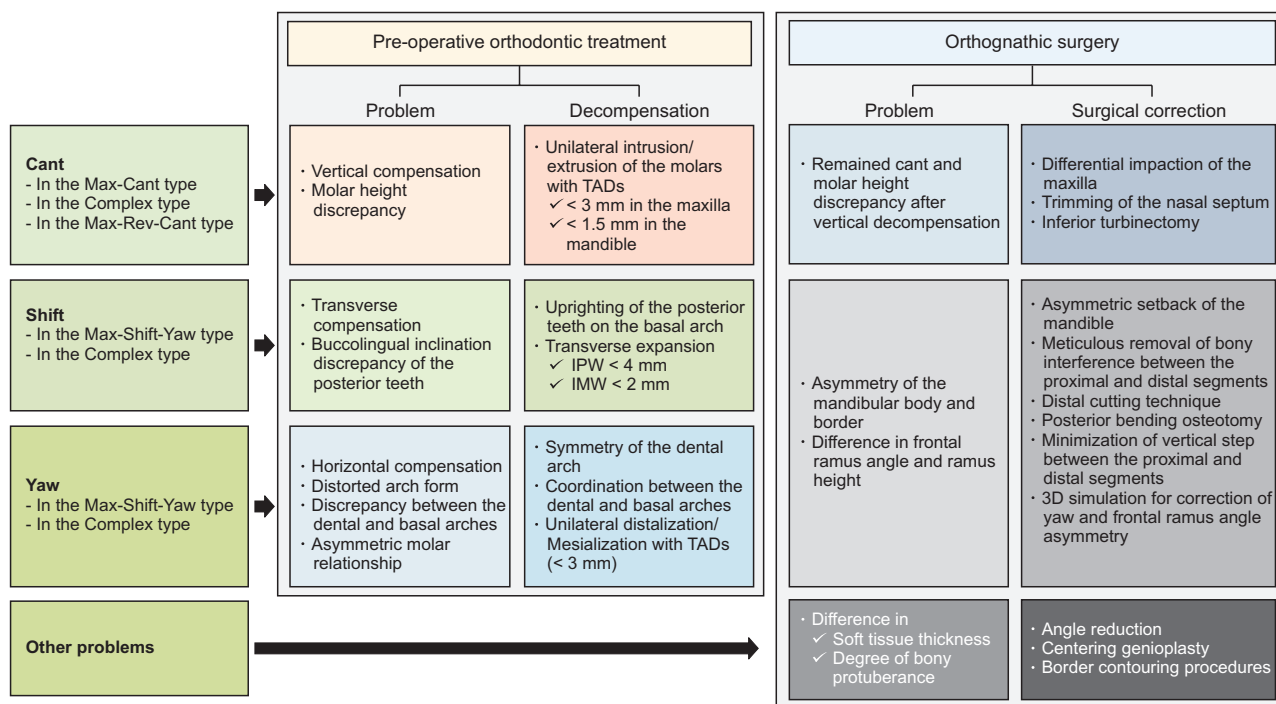 Pre-operative orthodontic treatment
Orthognathic surgery
Problem
Decompensation
Problem
Surgical correction
Cant
- In the Max-Cant type
- In the Complex type
- In the Max-Rev-Cant type
· Vertical compensation
· Molar height
discrepancy
· Unilateral intrusion/
extrusion of the molars
with TADs
✓ < 3 mm in the maxilla
✓ < 1.5 mm in the
mandible
· Remained cant and
molar height
discrepancy after
vertical decompensation
· Differential impaction of the
maxilla
· Trimming of the nasal septum
· Inferior turbinectomy
Shift
- In the Max-Shift-Yaw type
- In the Complex type
· Transverse
compensation
· Buccolingual inclination
discrepancy of the
posterior teeth
· Uprighting of the posterior
teeth on the basal arch
· Transverse expansion
✓ IPW < 4 mm
✓ IMW < 2 mm
· Asymmetry of the
mandibular body and
border
· Difference in frontal
ramus angle and ramus
height
· Asymmetric setback of the
mandible
· Meticulous removal of bony
interference between the
proximal and distal segments
· Distal cutting technique
· Posterior bending osteotomy
· Minimization of vertical step
between the proximal and
distal segments
· 3D simulation for correction of
yaw and frontal ramus angle
asymmetry
Yaw
- In the Max-Shift-Yaw type
- In the Complex type
· Horizontal compensation
· Distorted arch form
· Discrepancy between the
dental and basal arches
· Asymmetric molar
relationship
· Symmetry of the dental
arch
· Coordination between the
dental and basal arches
· Unilateral distalization/
Mesialization with TADs
(< 3 mm)
Other problems
· Difference in
✓ Soft tissue thickness
✓ Degree of bony
protuberance
· Angle reduction
· Centering genioplasty
· Border contouring procedures